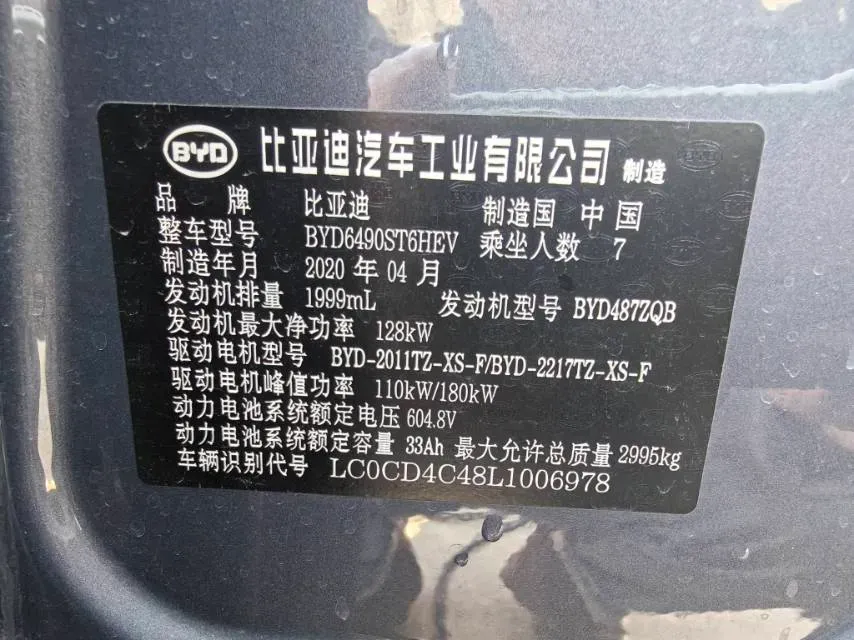 BYD 比亚迪汽车工业有限公司 制造
品牌 比亚迪 制造国 中国
整车型号 BYD6490ST6HEV 乘坐人数 7
制造年月 2020 年 04 月
发动机排量 1999mL 发动机型号 BYD487ZQB
发动机最大净功率 128kW
驱动电机型号 BYD-2011TZ-XS-F/BYD-2217TZ-XS-F
驱动电机峰值功率 110kW/180kW
动力电池系统额定电压 604.8V
动力电池系统额定容量 33Ah 最大允许总质量 2995kg
车辆识别代号 LC0CD4C48L1006978